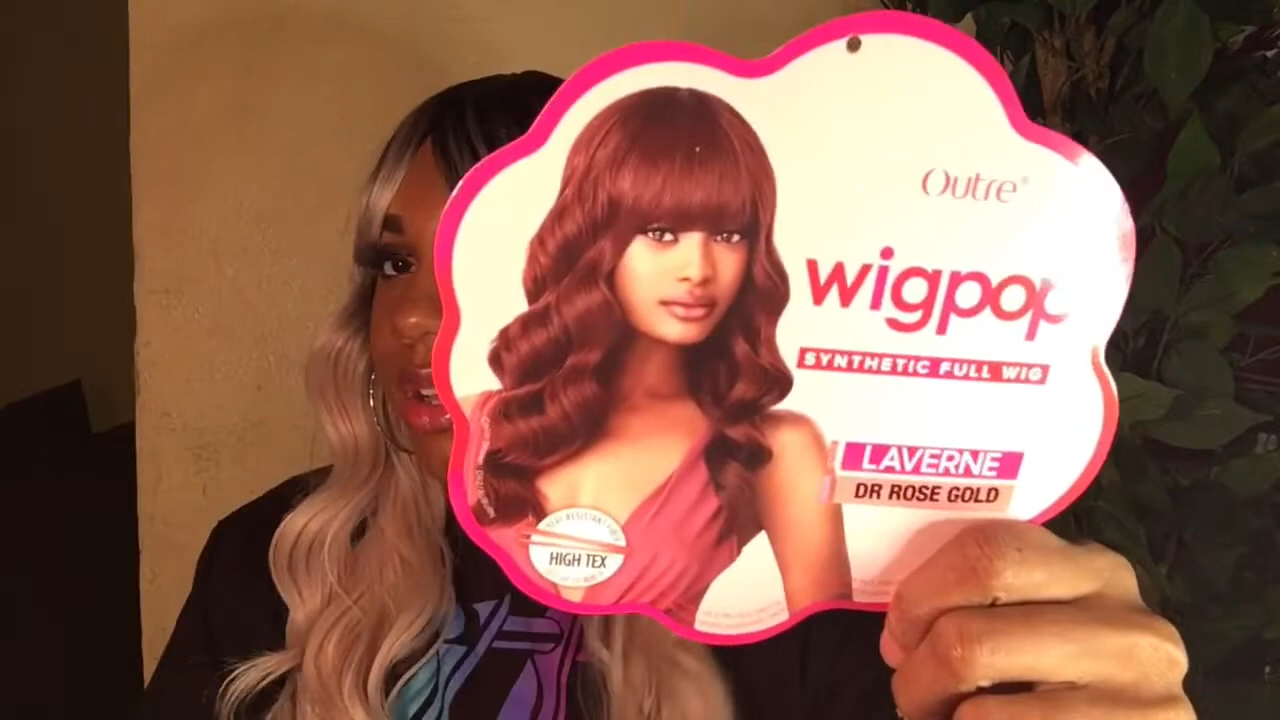 Outre®
wigpop
SYNTHETIC FULL WIG
LAVERNE
DR ROSE GOLD
HIGH TEX